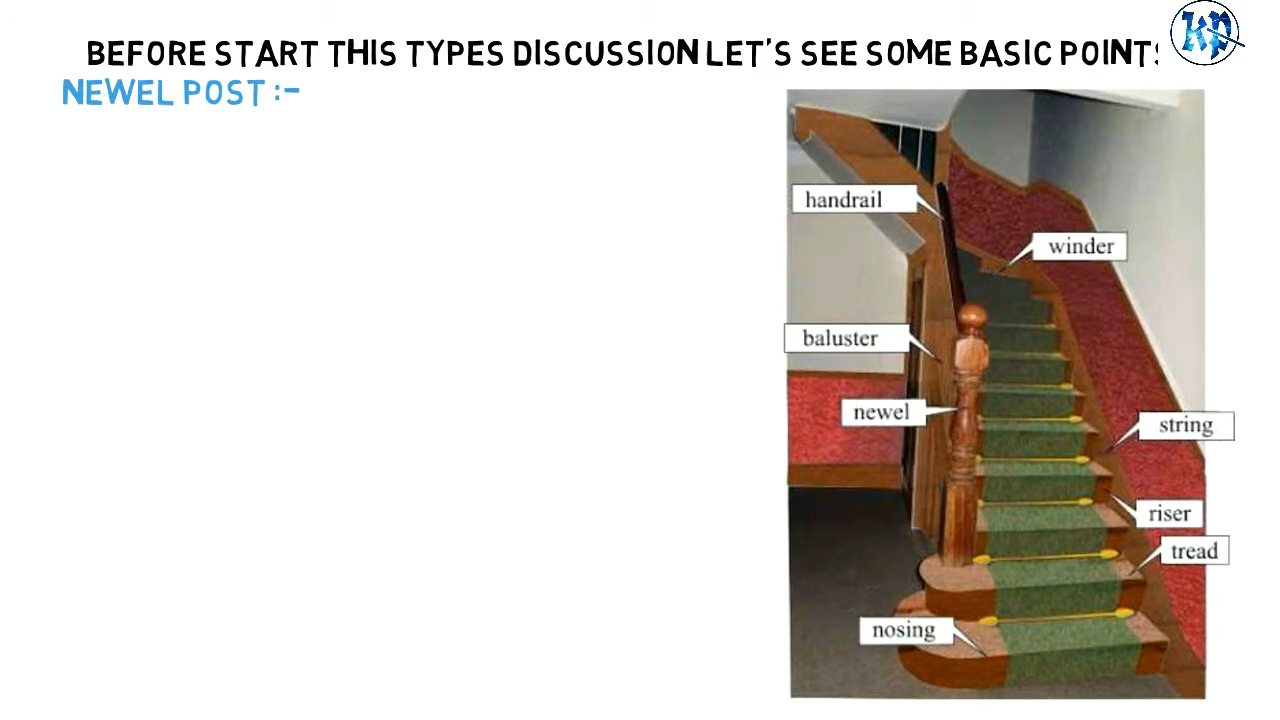 BEFORE START THIS TYPES DISCUSSION LET'S SEE SOME BASIC POINTS
NEWEL POST :-
handrail
winder
baluster
newel
string
riser
tread
nosing